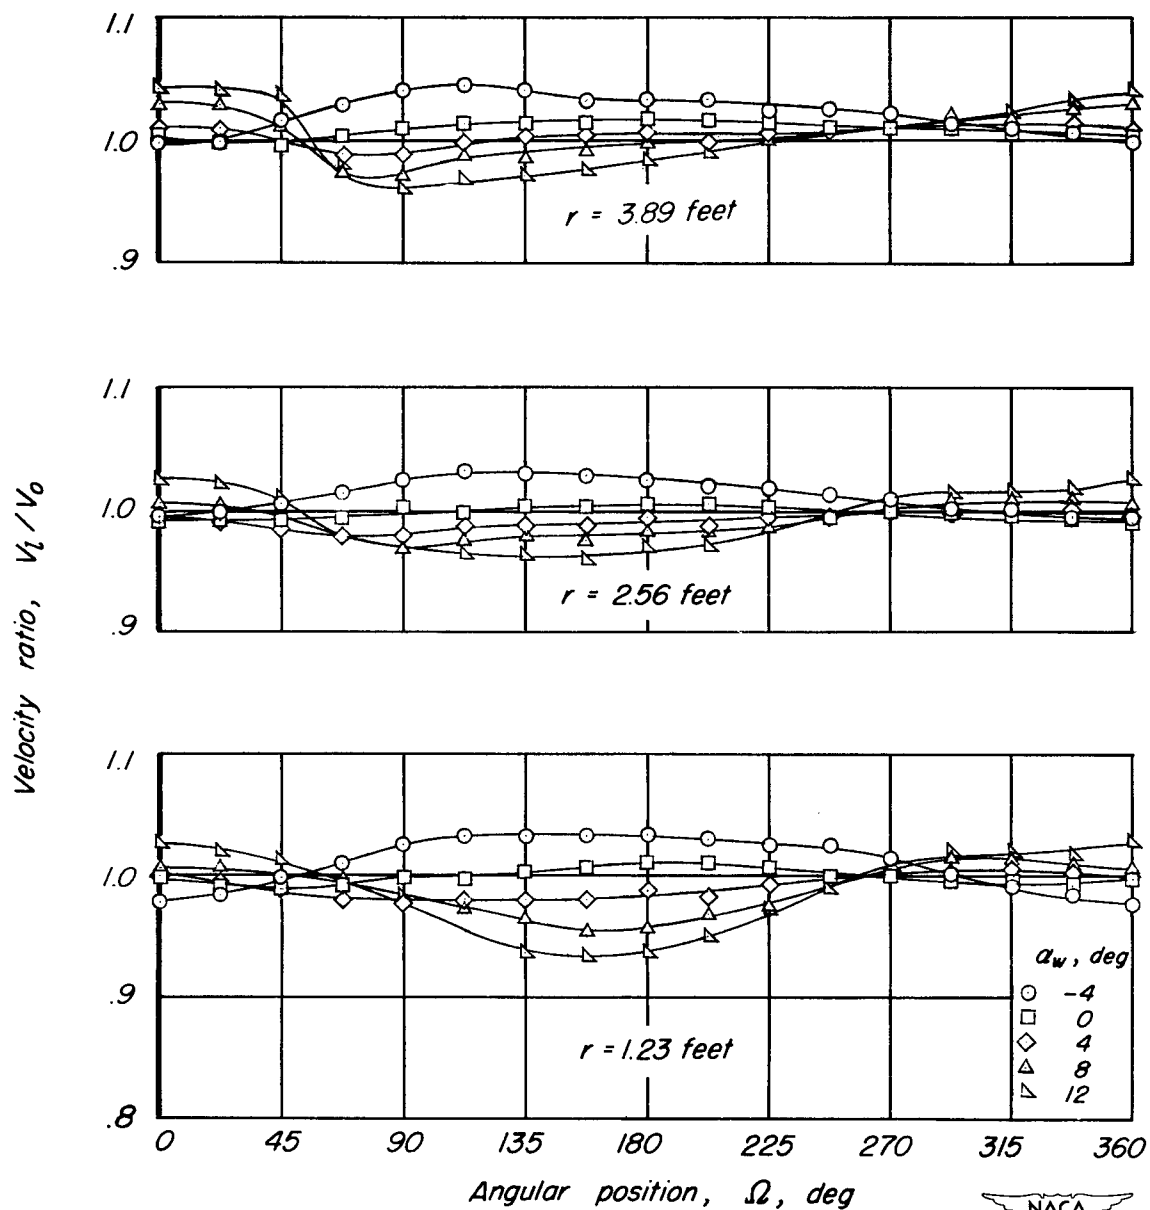 1.1
1.0
.9
r = 3.89 feet
1.1
1.0
.9
r = 2.56 feet
Velocity ratio, Vl/Vo
1.1
1.0
.9
.8
r = 1.23 feet
αw, deg
-4
0
4
8
12
0 45 90 135 180 225 270 315 360
Angular position, Ω, deg
NACA